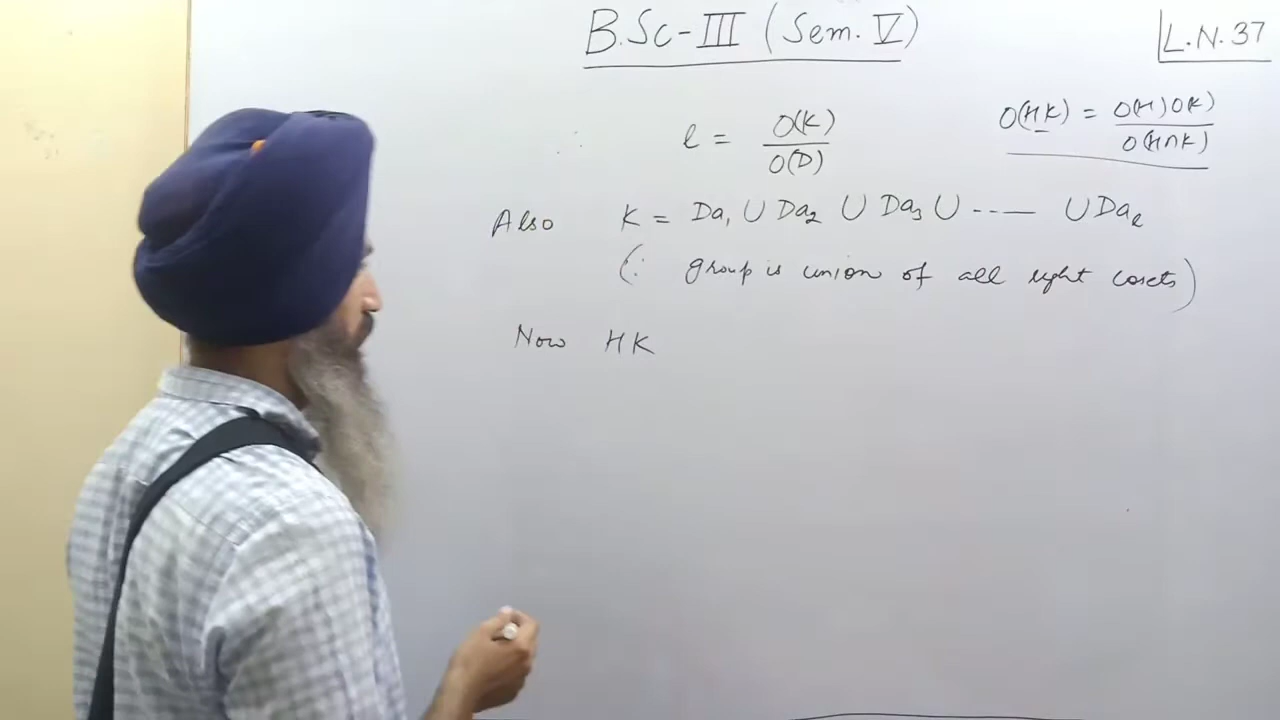 B.Sc-III (Sem. V)
L.N. 37
∴ l = O(K)/O(D)
O(HK) = O(H)O(K)/O(H∩K)
Also K = Da₁ ∪ Da₂ ∪ Da₃ ∪ ----- ∪ Daₗ
(∵ group is union of all right cosets)
Now HK